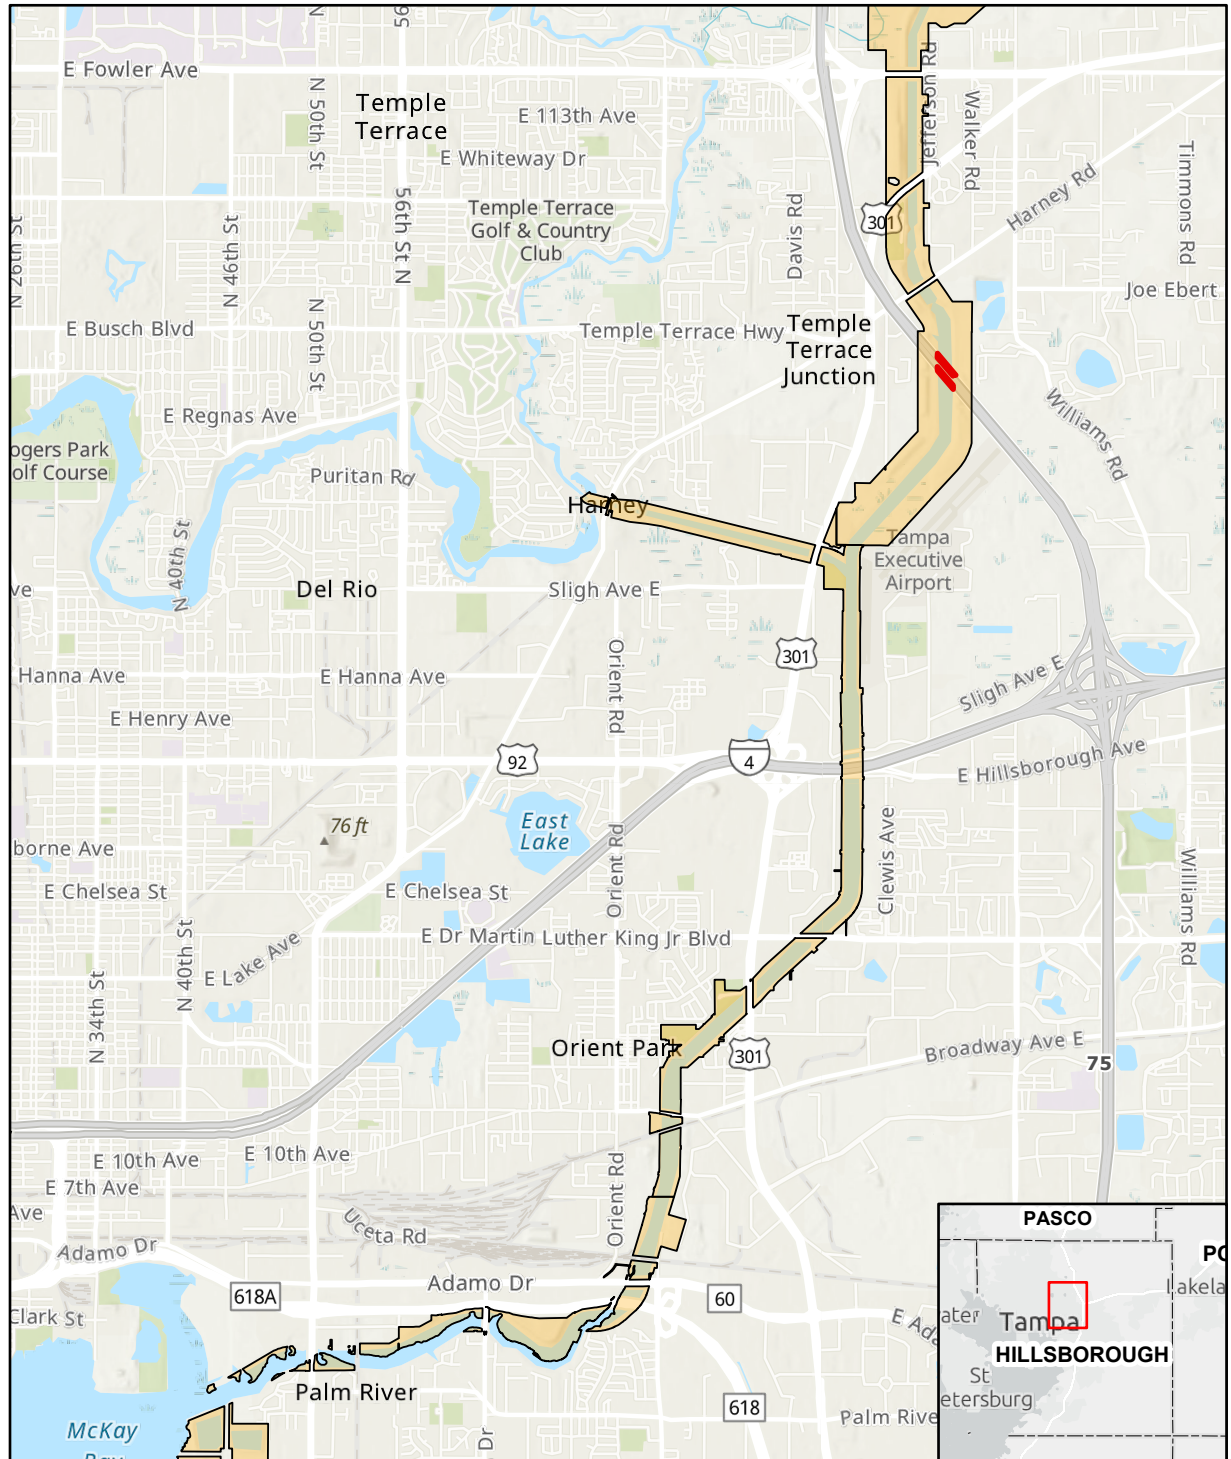 E Fowler Ave
N 50th St
Temple
Terrace
E 113th Ave
E Whiteway Dr
Jefferson Rd
Walker Rd
Harney Rd
Timmons Rd
Joe Ebert
301
Davis Rd
56th St N
N 46th St
N 26th St
Temple Terrace
Golf & Country
Club
E Busch Blvd
N 50th St
Temple Terrace Hwy
Temple
Terrace
Junction
E Regnas Ave
Williams Rd
ogers Park
olf Course
Puritan Rd
Harney
N 40th St
Tampa
Executive
Airport
ve
Del Rio
Sligh Ave E
301
Orient Rd
Hanna Ave
E Hanna Ave
Sligh Ave E
E Henry Ave
92
4
E Hillsborough Ave
76 ft
East
Lake
Orient Rd
Clewis Ave
borne Ave
E Chelsea St
E Chelsea St
Williams Rd
E Dr Martin Luther King Jr Blvd
E Lake Ave
N 40th St
N 34th St
Orient Park
301
Broadway Ave E
75
E 10th Ave
E 10th Ave
E 7th Ave
Orient Rd
Ave
Uceta Rd
Adamo Dr
Adamo Dr
618A
60
Clark St
E Ada
Palm River
618
Palm Rive
McKay
Dr
PASCO
PO
Lakela
ater
Tampa
HILLSBOROUGH
St
etersburg